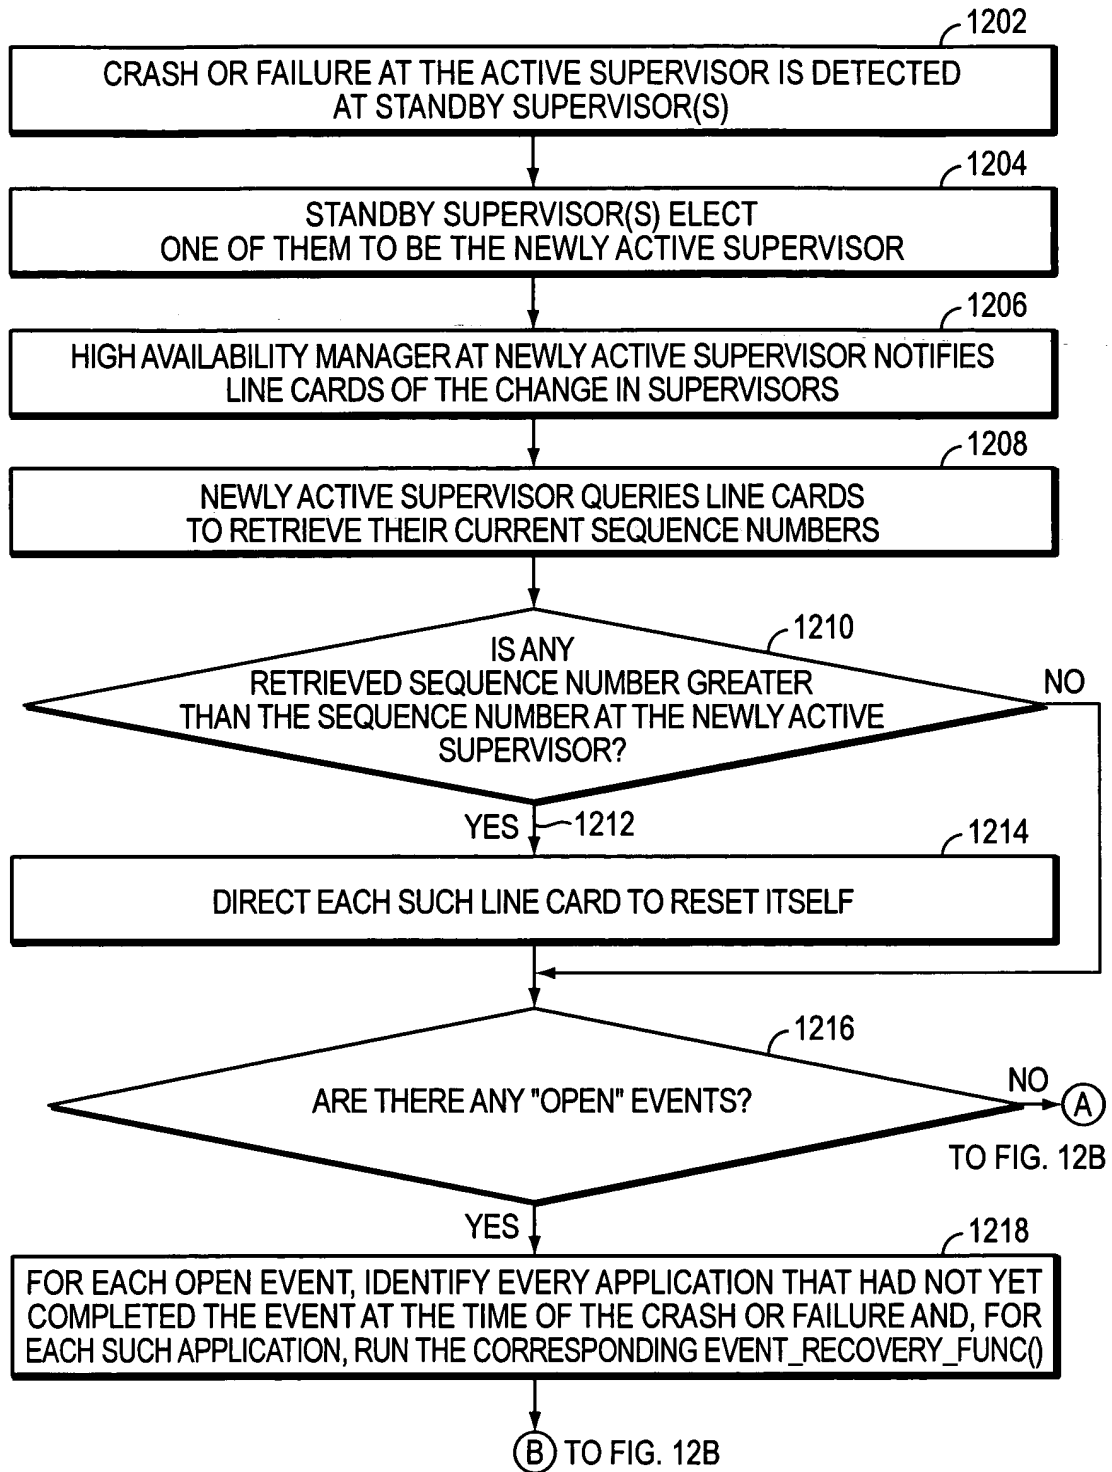 1202
CRASH OR FAILURE AT THE ACTIVE SUPERVISOR IS DETECTED
AT STANDBY SUPERVISOR(S)
1204
STANDBY SUPERVISOR(S) ELECT
ONE OF THEM TO BE THE NEWLY ACTIVE SUPERVISOR
1206
HIGH AVAILABILITY MANAGER AT NEWLY ACTIVE SUPERVISOR NOTIFIES
LINE CARDS OF THE CHANGE IN SUPERVISORS
1208
NEWLY ACTIVE SUPERVISOR QUERIES LINE CARDS
TO RETRIEVE THEIR CURRENT SEQUENCE NUMBERS
1210
IS ANY
RETRIEVED SEQUENCE NUMBER GREATER
THAN THE SEQUENCE NUMBER AT THE NEWLY ACTIVE
SUPERVISOR?
NO
YES
1212
1214
DIRECT EACH SUCH LINE CARD TO RESET ITSELF
1216
ARE THERE ANY "OPEN" EVENTS?
NO
A
TO FIG. 12B
YES
1218
FOR EACH OPEN EVENT, IDENTIFY EVERY APPLICATION THAT HAD NOT YET
COMPLETED THE EVENT AT THE TIME OF THE CRASH OR FAILURE AND, FOR
EACH SUCH APPLICATION, RUN THE CORRESPONDING EVENT_RECOVERY_FUNC()
B TO FIG. 12B